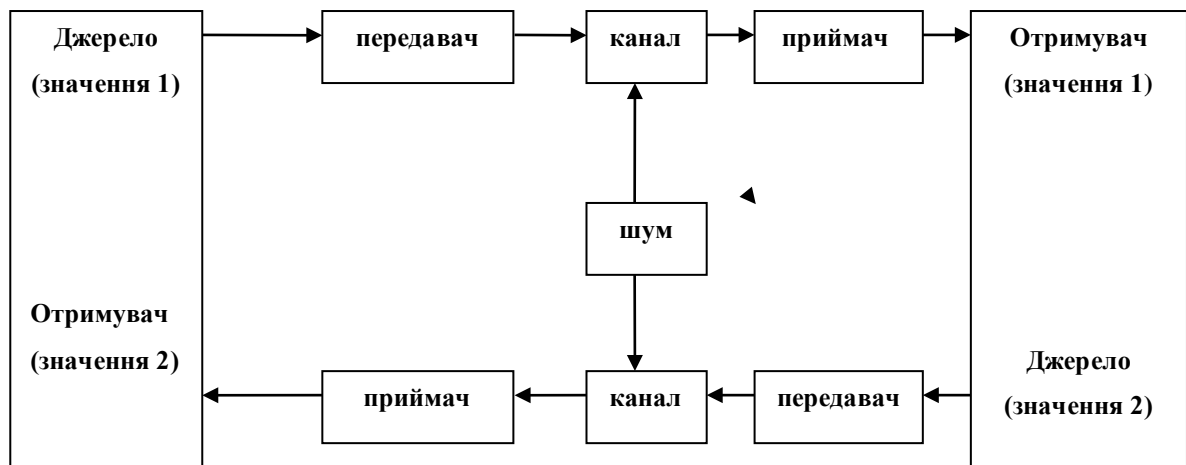 Джерело
(значення 1)
передавач
канал
приймач
Отримувач
(значення 1)
шум
Отримувач
(значення 2)
приймач
канал
передавач
Джерело
(значення 2)